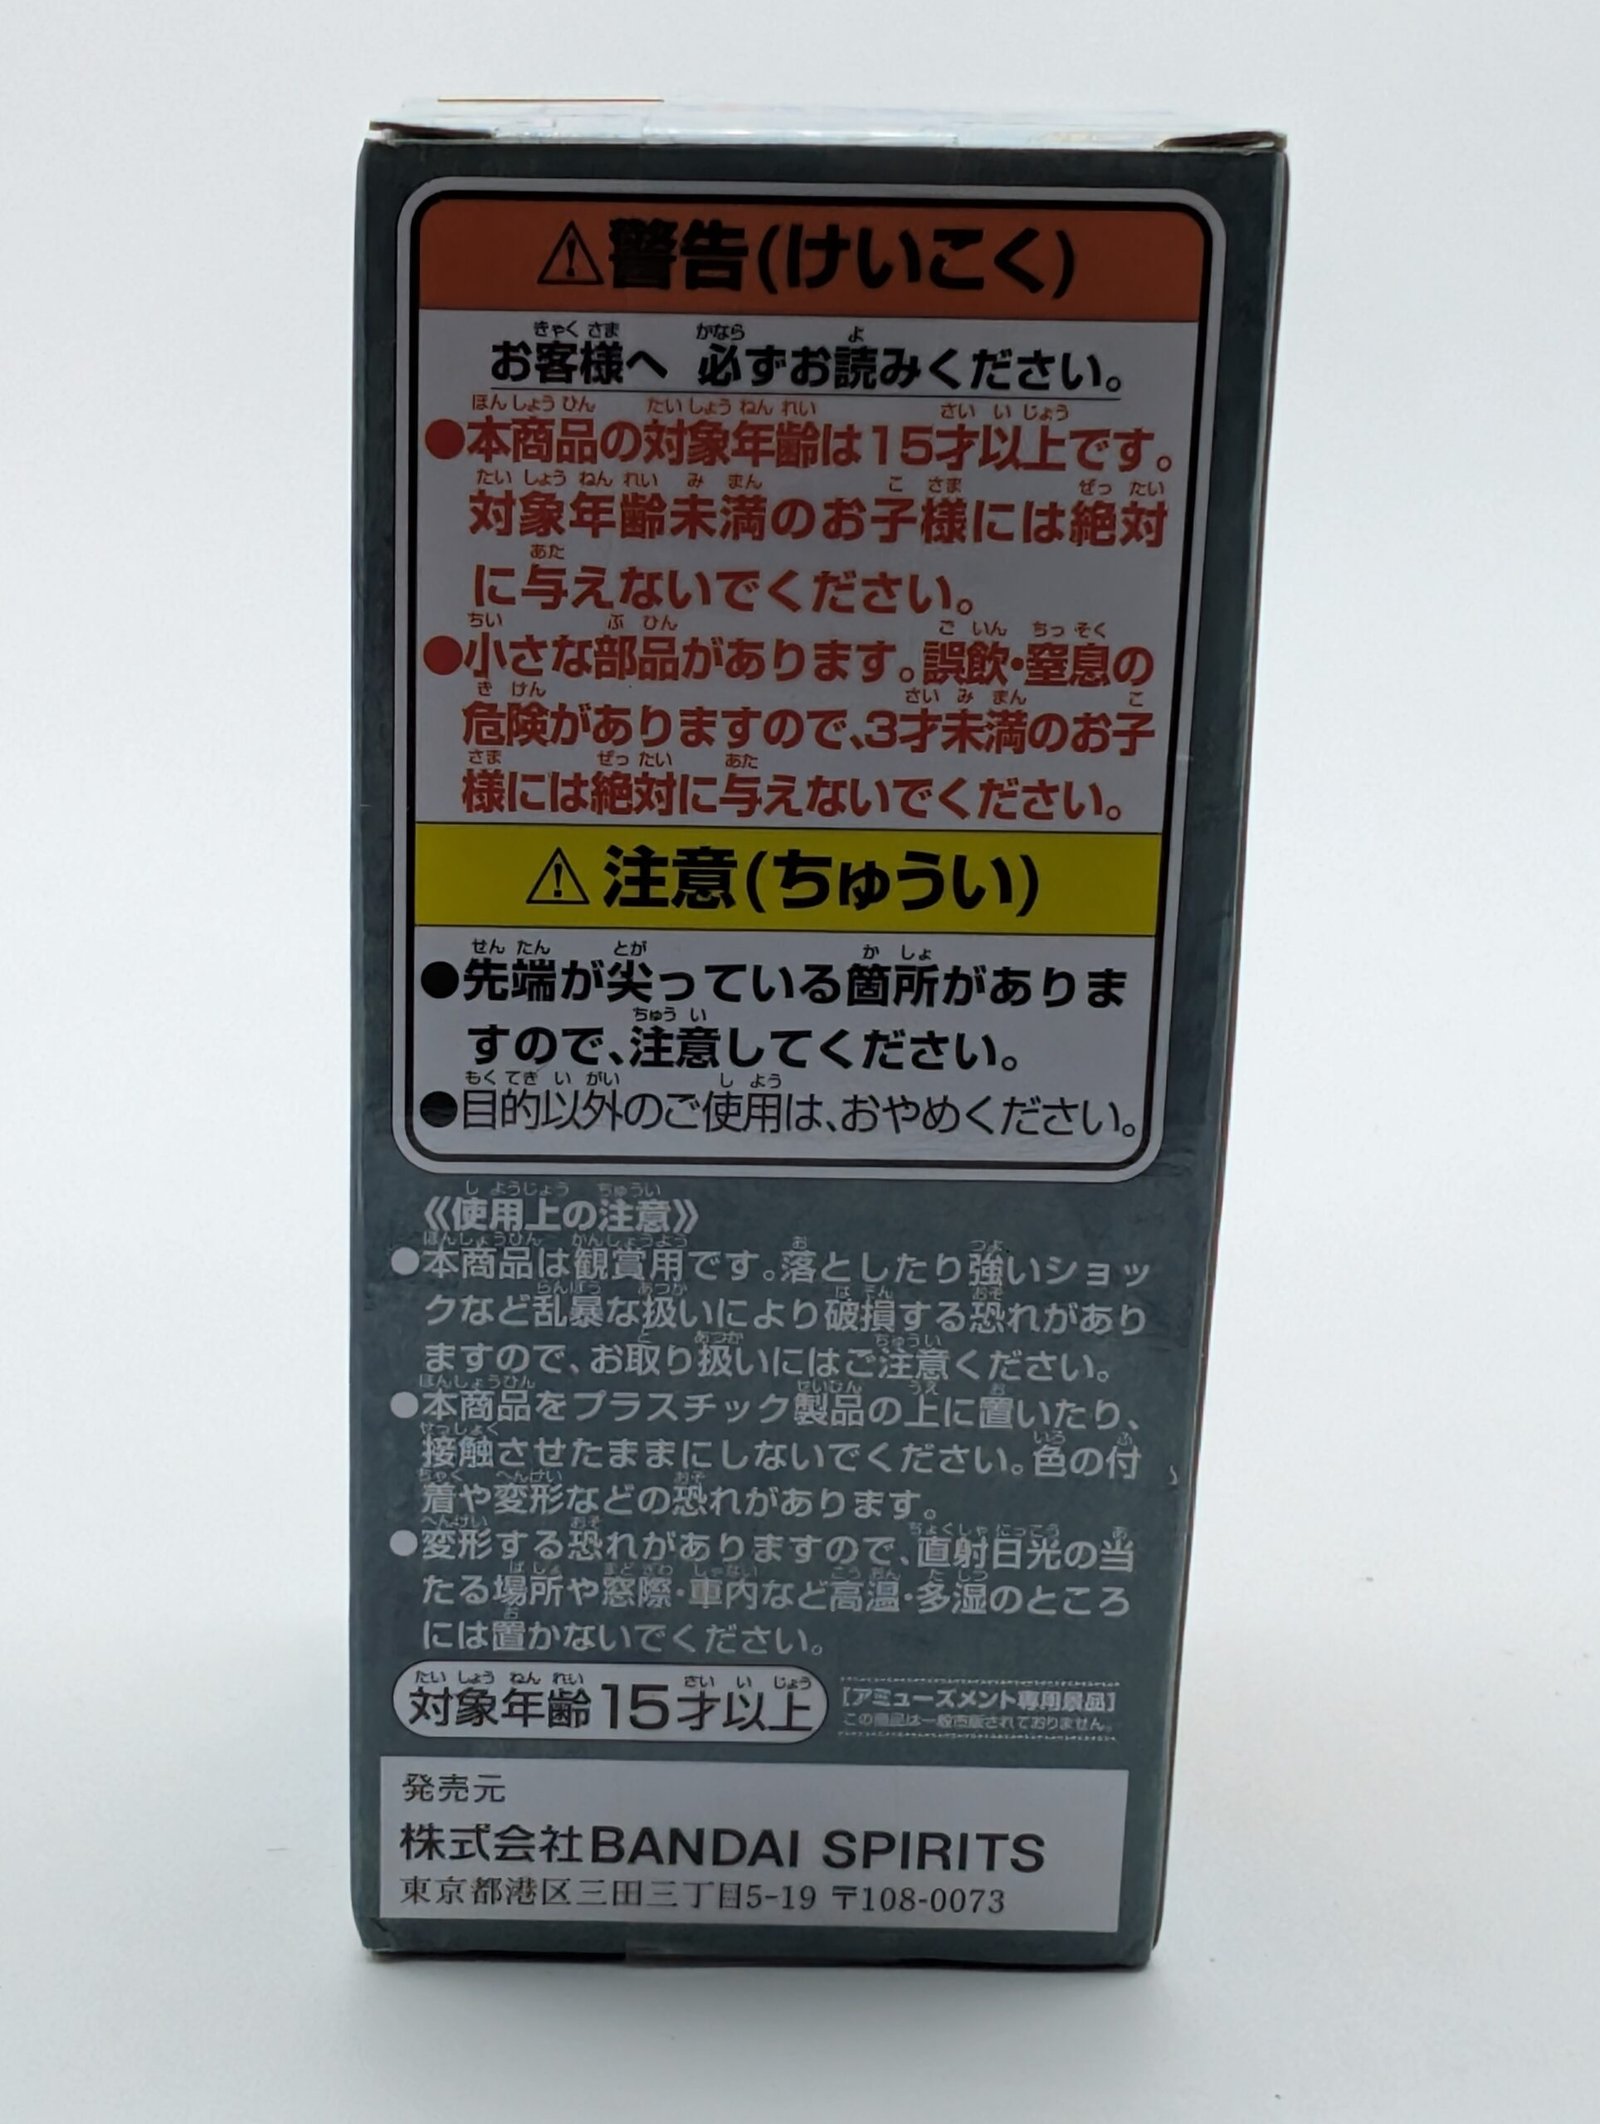 ⚠警告(けいこく)
お客様へ 必ずお読みください。
●本商品の対象年齢は15才以上です。
対象年齢未満のお子様には絶対
に与えないでください。
●小さな部品があります。誤飲・窒息の
危険がありますので、3才未満のお子
様には絶対に与えないでください。
⚠注意(ちゅうい)
●先端が尖っている箇所がありま
すので、注意してください。
●目的以外のご使用は、おやめください。
《使用上の注意》
●本商品は観賞用です。落としたり強いショッ
クなど乱暴な扱いにより破損する恐れがあり
ますので、お取り扱いにはご注意ください。
●本商品をプラスチック製品の上に置いたり、
接触させたままにしないでください。色の付
着や変形などの恐れがあります。
●変形する恐れがありますので、直射日光の当
たる場所や窓際・車内など高温・多湿のところ
には置かないでください。
対象年齢15才以上
[アミューズメント専用景品]
この商品は一般市販されておりません。
発売元
株式会社BANDAI SPIRITS
東京都港区三田三丁目5-19 〒108-0073